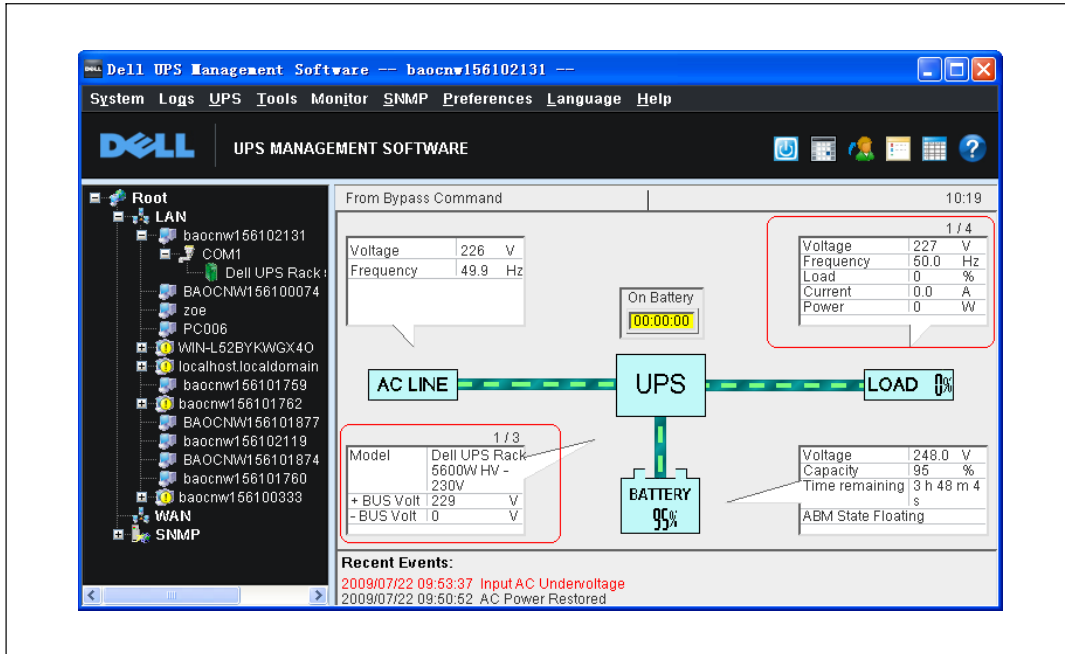 Dell UPS Management Software -- baocnw156102131 --
System Logs UPS Tools Monitor SNMP Preferences Language Help
DELL UPS MANAGEMENT SOFTWARE
Root
LAN
baocnw156102131
COM1
Dell UPS Rack
BAOCNW156100074
zoe
PC006
WIN-L52BYKWGX4O
localhost.localdomain
baocnw156101759
baocnw156101762
BAOCNW156101877
baocnw156102119
BAOCNW156101874
baocnw156101760
baocnw156100333
WAN
SNMP
From Bypass Command 10:19
Voltage 226 V
Frequency 49.9 Hz
On Battery
00:00:00
1 / 4
Voltage 227 V
Frequency 50.0 Hz
Load 0 %
Current 0.0 A
Power 0 W
AC LINE UPS LOAD 0%
1 / 3
Model Dell UPS Rack
5600W HV -
230V
+ BUS Volt 229 V
- BUS Volt 0 V
BATTERY
95%
Voltage 248.0 V
Capacity 95 %
Time remaining 3 h 48 m 4
s
ABM State Floating
Recent Events:
2009/07/22 09:53:37 Input AC Undervoltage
2009/07/22 09:50:52 AC Power Restored